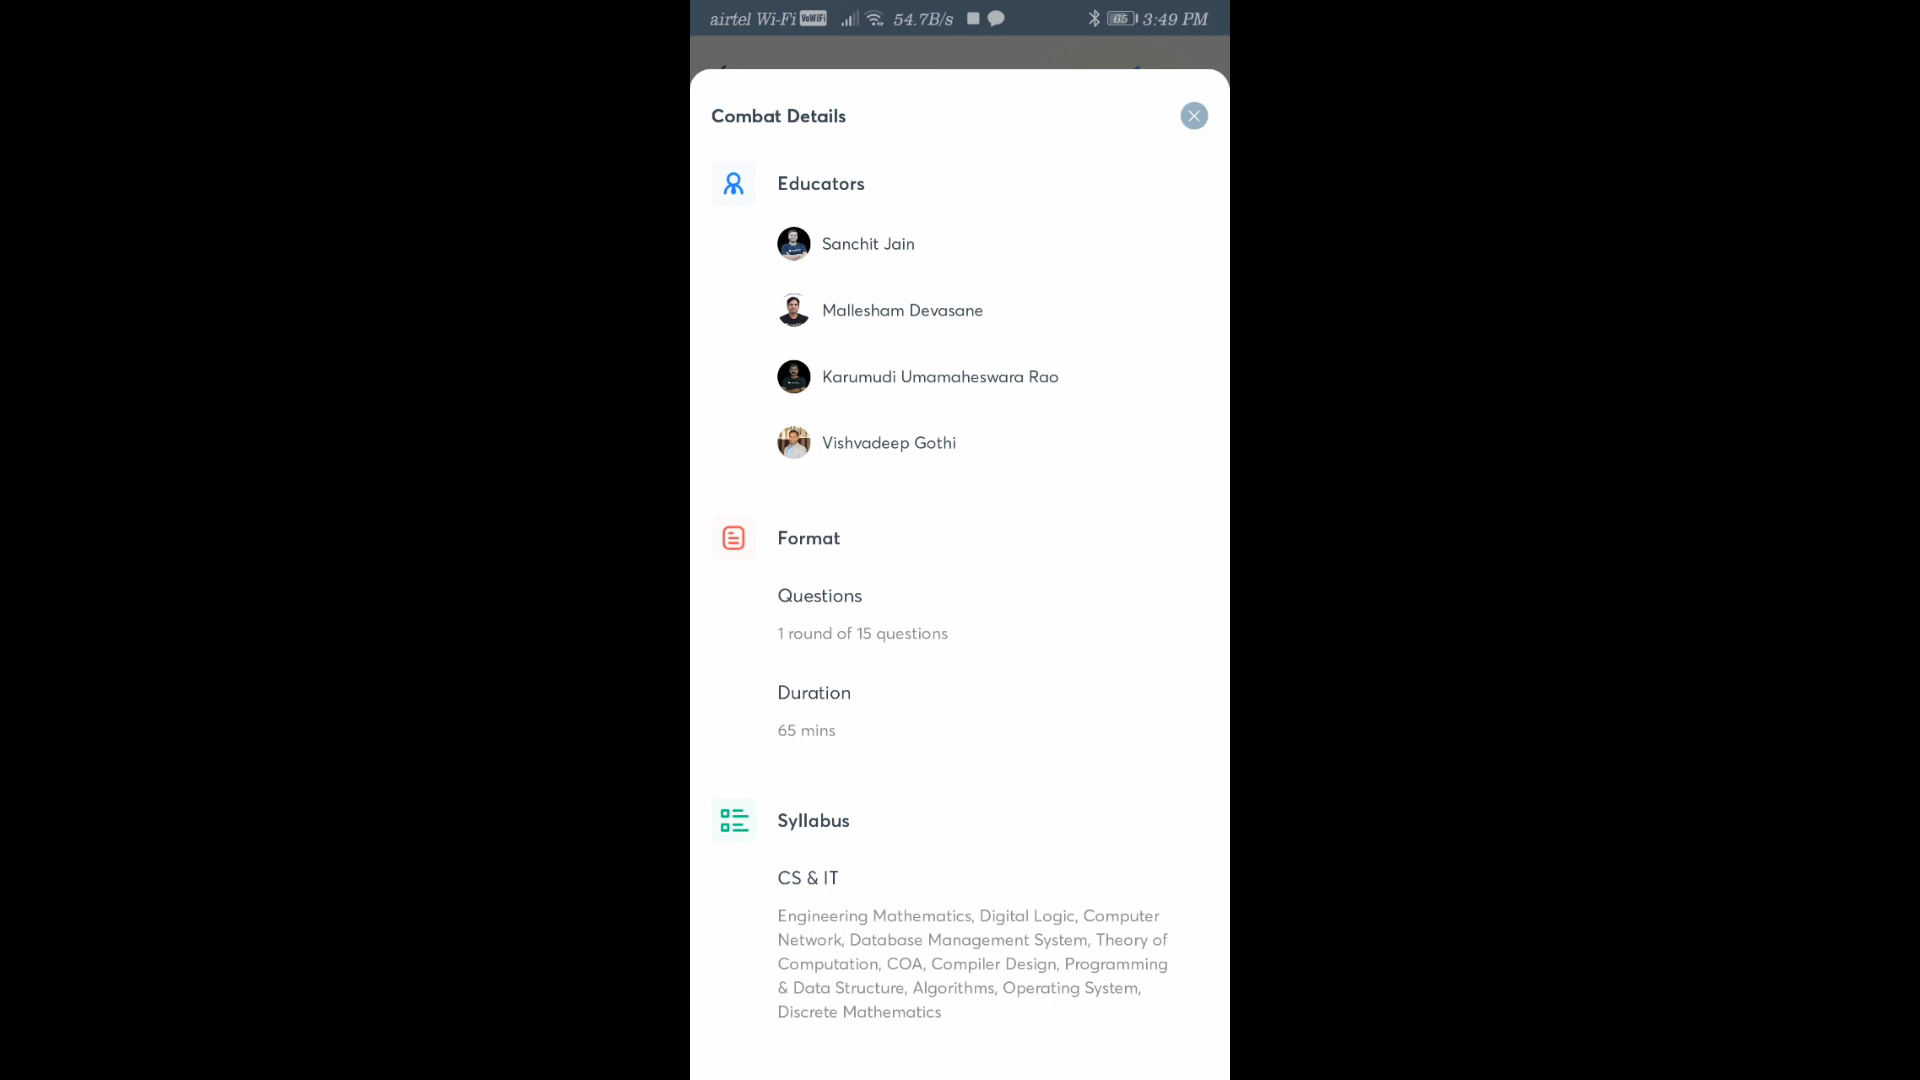 airtel Wi-Fi VoWiFi 54.7B/s 65 3:49 PM
Combat Details
Educators
Sanchit Jain
Mallesham Devasane
Karumudi Umamaheswara Rao
Vishvadeep Gothi
Format
Questions
1 round of 15 questions
Duration
65 mins
Syllabus
CS & IT
Engineering Mathematics, Digital Logic, Computer
Network, Database Management System, Theory of
Computation, COA, Compiler Design, Programming
& Data Structure, Algorithms, Operating System,
Discrete Mathematics